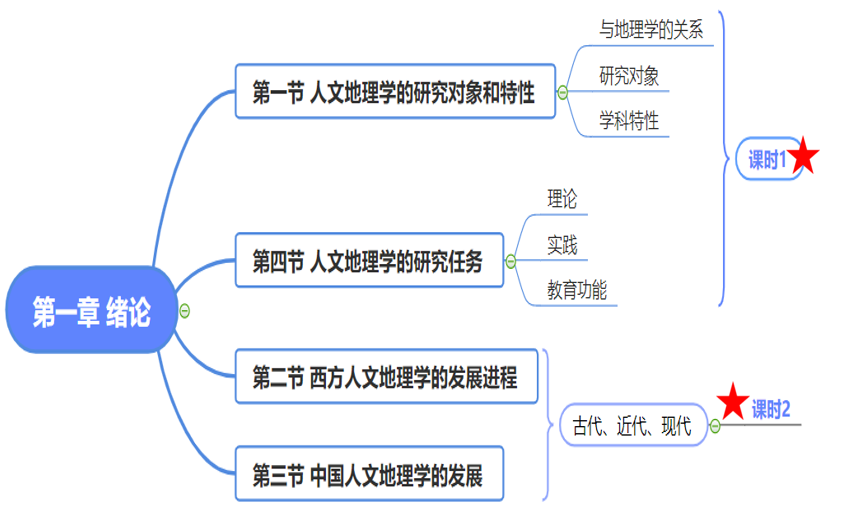 第一章 绪论
第一节 人文地理学的研究对象和特性
与地理学的关系
研究对象
学科特性
第四节 人文地理学的研究任务
理论
实践
教育功能
课时1
第二节 西方人文地理学的发展进程
第三节 中国人文地理学的发展
古代、近代、现代
课时2